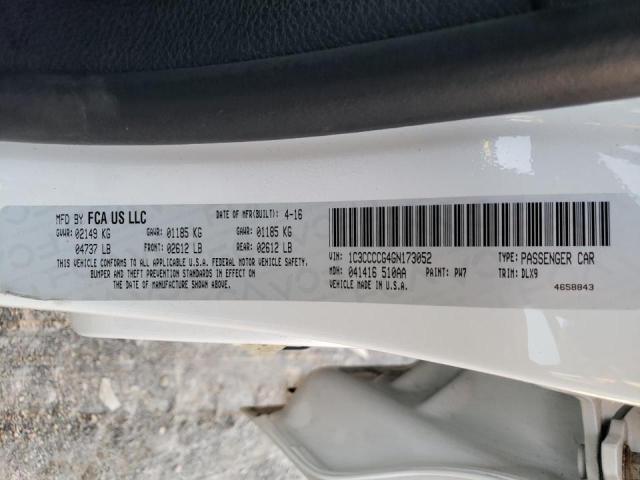 MFD BY FCA US LLC DATE OF MFR(BUILT): 4-16
GVWR: 02149 KG GAWR: 01185 KG GAWR: 01185 KG
04737 LB FRONT: 02612 LB REAR: 02612 LB
THIS VEHICLE CONFORMS TO ALL APPLICABLE U.S.A. FEDERAL MOTOR VEHICLE SAFETY,
BUMPER AND THEFT PREVENTION STANDARDS IN EFFECT ON
THE DATE OF MANUFACTURE SHOWN ABOVE.
VIN: 1C3CCCCG4GN173052 TYPE: PASSENGER CAR
MDH: 041416 510AA PAINT: PW7 TRIM: DLX9
VEHICLE MADE IN U.S.A. 4658843